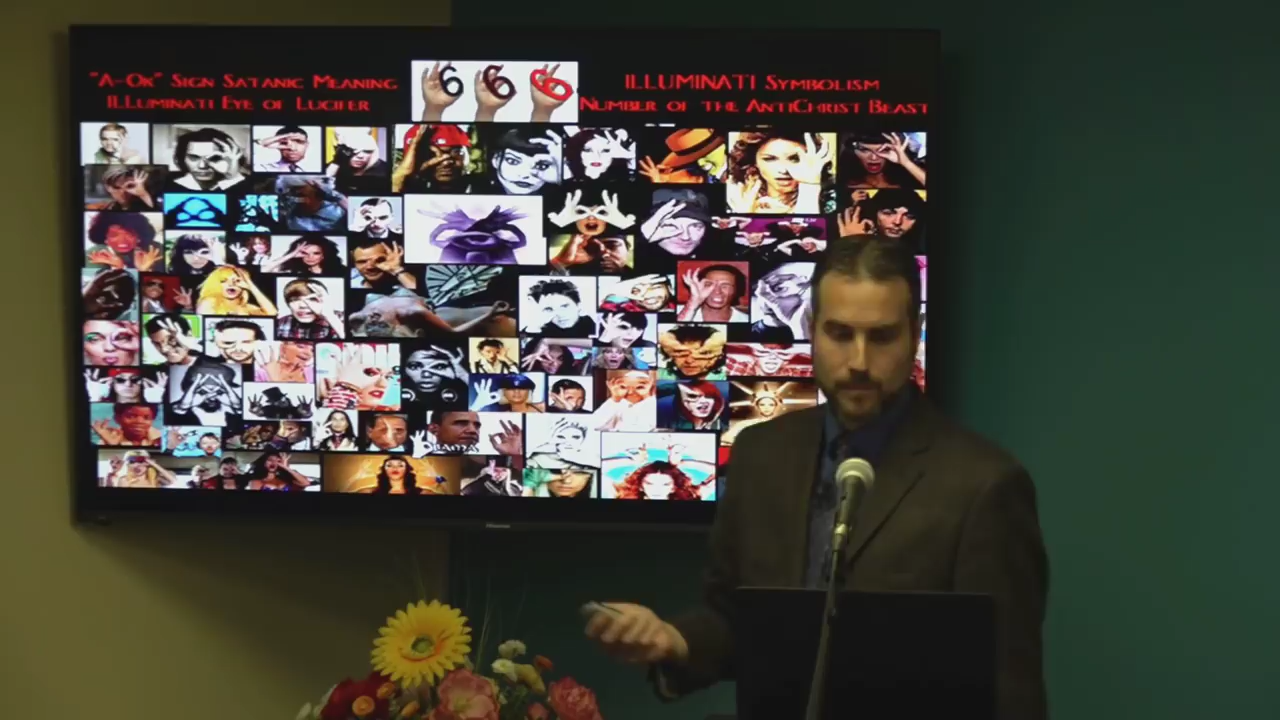 "A-Ok" Sign Satanic Meaning
ILLuminati Eye of Lucifer
666
ILLUMINATI Symbolism
Number of the AntiChrist Beast